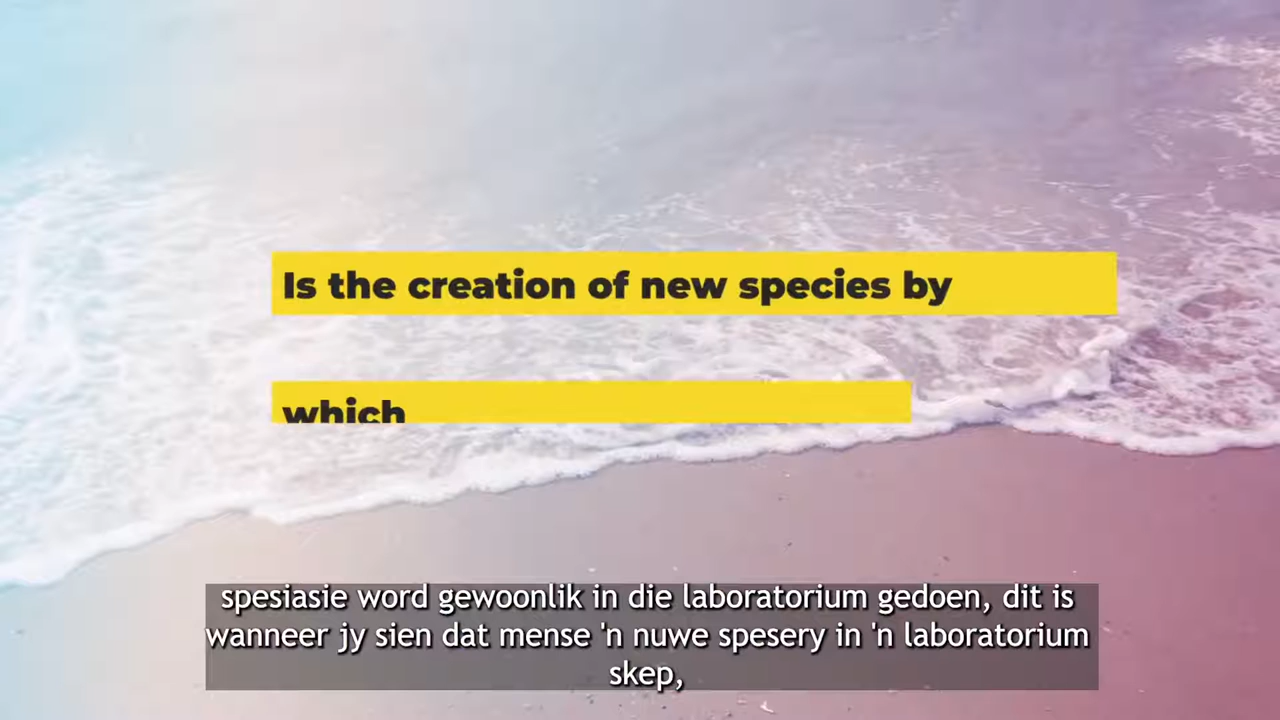 Is the creation of new species by
which
spesiasie word gewoonlik in die laboratorium gedoen, dit is
wanneer jy sien dat mense 'n nuwe spesery in 'n laboratorium
skep,